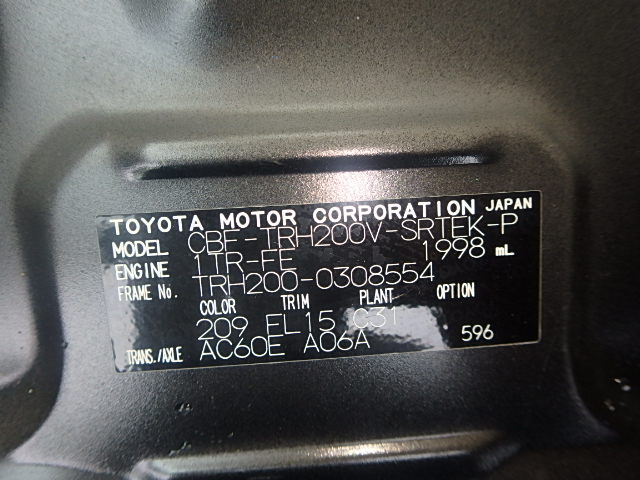 TOYOTA MOTOR CORPORATION JAPAN
MODEL CBF-TRH200V-SRTEK-P
ENGINE 1TR-FE 1998 mL
FRAME No. TRH200-0308554
COLOR TRIM PLANT OPTION
209 EL15 C31
TRANS./AXLE AC60E A06A 596